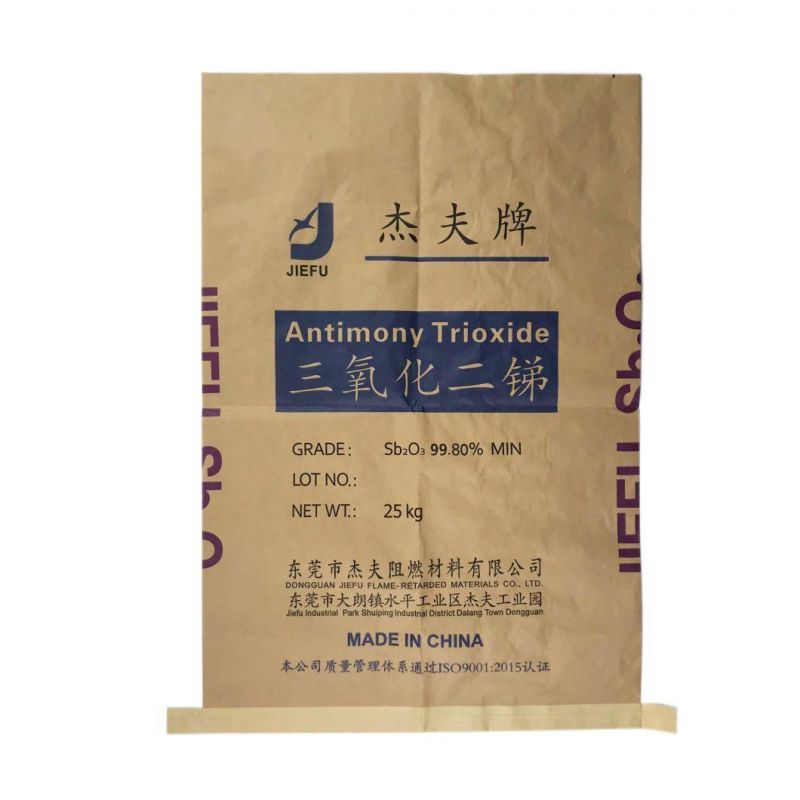 杰夫牌
JIEFU
Antimony Trioxide
三氧化二锑
GRADE: Sb₂O₃ 99.80% MIN
LOT NO.:
NET WT.: 25 kg
东莞市杰夫阻燃材料有限公司
DONGGUAN JIEFU FLAME-RETARDED MATERIALS CO., LTD.
东莞市大朗镇水平工业区杰夫工业园
Jiefu Industrial Park Shuiping Industrial District Dalang Town Dongguan
MADE IN CHINA
本公司质量管理体系通过ISO9001:2015认证
JIEFU Sb₂O
JIEFU Sb₂O₃